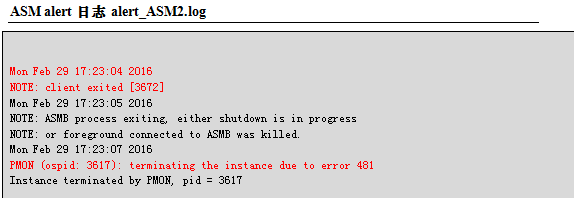 ASM alert 日志 alert_ASM2.log
Mon Feb 29 17:23:04 2016
NOTE: client exited [3672]
Mon Feb 29 17:23:05 2016
NOTE: ASMB process exiting, either shutdown is in progress
NOTE: or foreground connected to ASMB was killed.
Mon Feb 29 17:23:07 2016
PMON (ospid: 3617): terminating the instance due to error 481
Instance terminated by PMON, pid = 3617